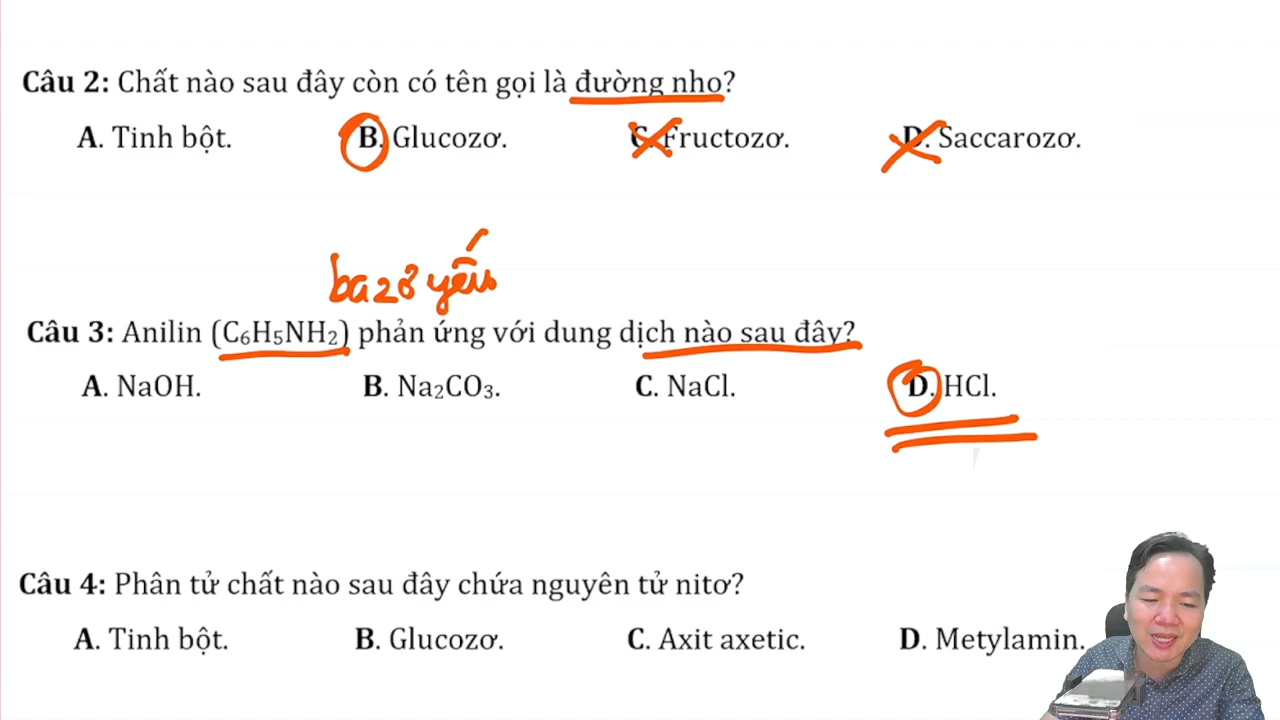 Câu 2: Chất nào sau đây còn có tên gọi là đường nho?
A. Tinh bột. B. Glucozơ. C. Fructozơ. D. Saccarozơ.
bazơ yếu
Câu 3: Anilin (C₆H₅NH₂) phản ứng với dung dịch nào sau đây?
A. NaOH. B. Na₂CO₃. C. NaCl. D. HCl.
Câu 4: Phân tử chất nào sau đây chứa nguyên tử nitơ?
A. Tinh bột. B. Glucozơ. C. Axit axetic. D. Metylamin.